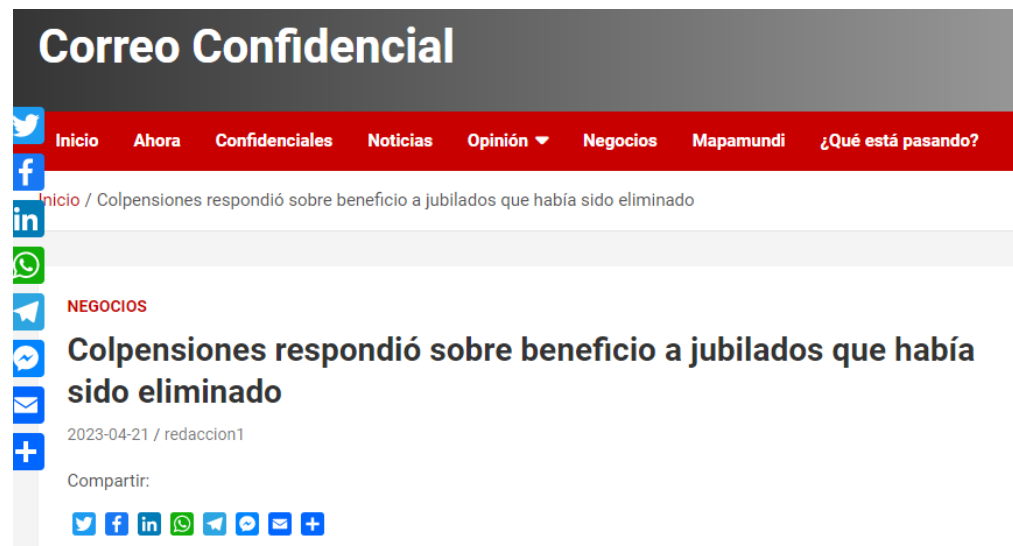 Correo Confidencial
Inicio Ahora Confidenciales Noticias Opinión Negocios Mapamundi ¿Qué está pasando?
Inicio / Colpensiones respondió sobre beneficio a jubilados que había sido eliminado
NEGOCIOS
Colpensiones respondió sobre beneficio a jubilados que había
sido eliminado
2023-04-21 / redaccion1
Compartir: